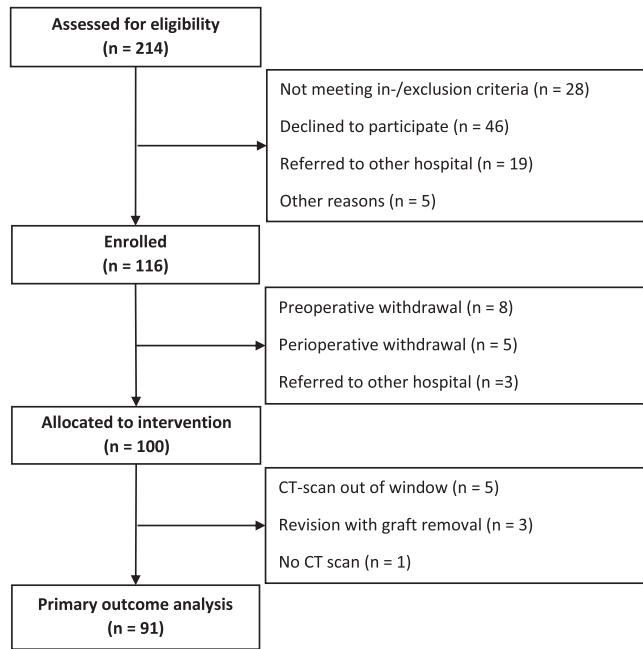 Assessed for eligibility
(n = 214)
Not meeting in-/exclusion criteria (n = 28)
Declined to participate (n = 46)
Referred to other hospital (n = 19)
Other reasons (n = 5)
Enrolled
(n = 116)
Preoperative withdrawal (n = 8)
Perioperative withdrawal (n = 5)
Referred to other hospital (n =3)
Allocated to intervention
(n = 100)
CT-scan out of window (n = 5)
Revision with graft removal (n = 3)
No CT scan (n = 1)
Primary outcome analysis
(n = 91)